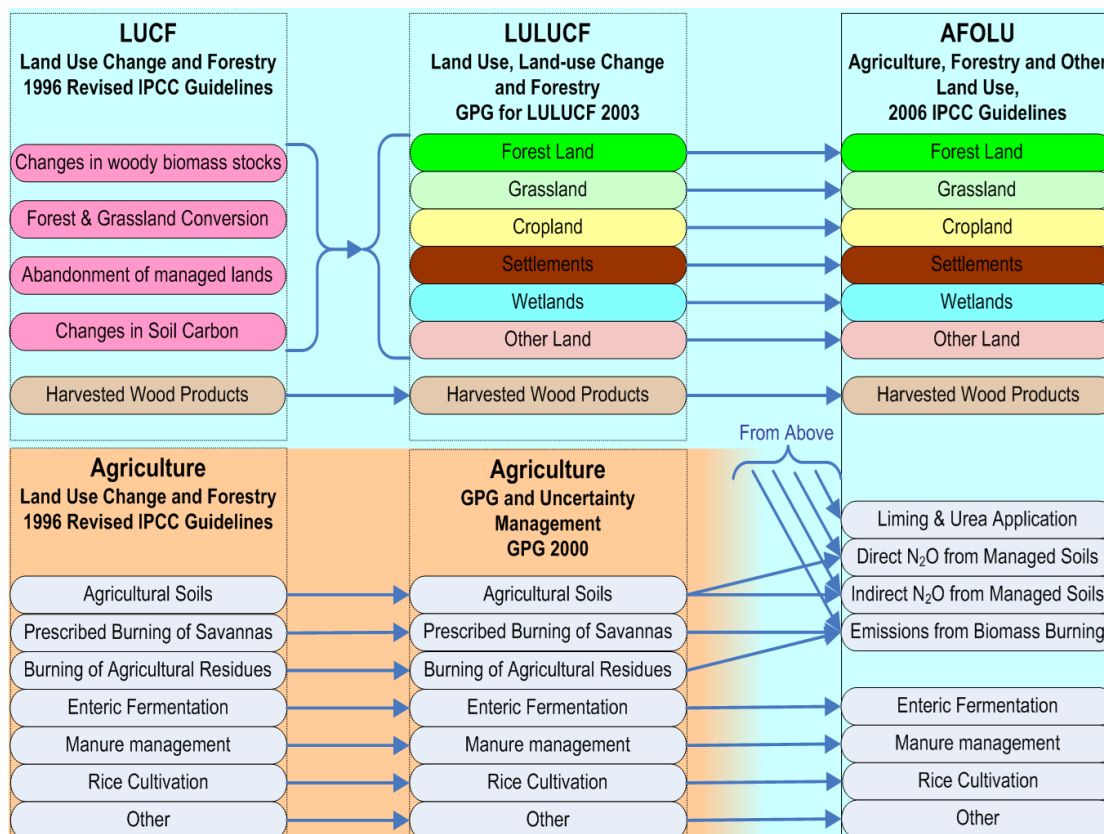 LUCF
Land Use Change and Forestry
1996 Revised IPCC Guidelines
Changes in woody biomass stocks
Forest & Grassland Conversion
Abandonment of managed lands
Changes in Soil Carbon
Harvested Wood Products
LULUCF
Land Use, Land-use Change
and Forestry
GPG for LULUCF 2003
Forest Land
Grassland
Cropland
Settlements
Wetlands
Other Land
Harvested Wood Products
AFOLU
Agriculture, Forestry and Other
Land Use,
2006 IPCC Guidelines
Forest Land
Grassland
Cropland
Settlements
Wetlands
Other Land
Harvested Wood Products
From Above
Agriculture
Land Use Change and Forestry
1996 Revised IPCC Guidelines
Agricultural Soils
Prescribed Burning of Savannas
Burning of Agricultural Residues
Enteric Fermentation
Manure management
Rice Cultivation
Other
Agriculture
GPG and Uncertainty
Management
GPG 2000
Agricultural Soils
Prescribed Burning of Savannas
Burning of Agricultural Residues
Enteric Fermentation
Manure management
Rice Cultivation
Other
Liming & Urea Application
Direct N₂O from Managed Soils
Indirect N₂O from Managed Soils
Emissions from Biomass Burning
Enteric Fermentation
Manure management
Rice Cultivation
Other